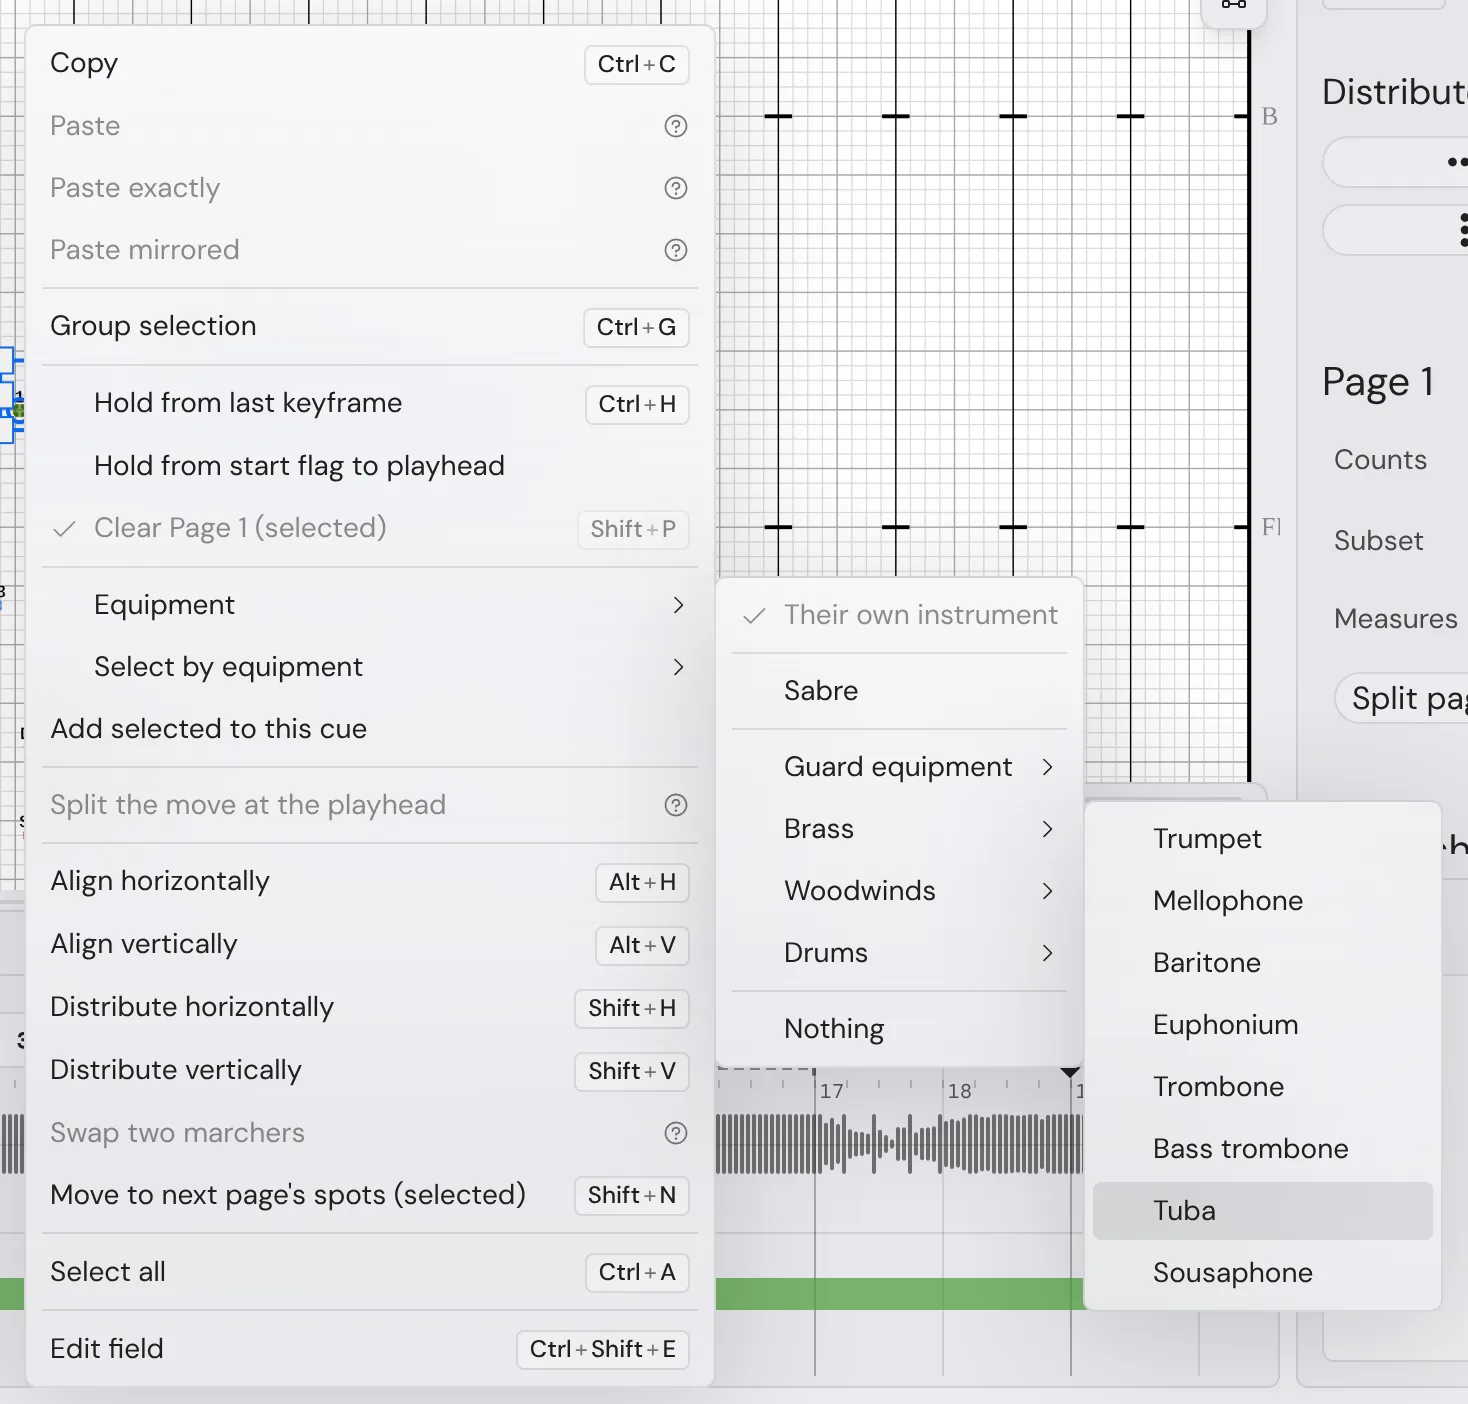 Copy Ctrl+C
Paste
Paste exactly
Paste mirrored
Group selection Ctrl+G
Hold from last keyframe Ctrl+H
Hold from start flag to playhead
Clear Page 1 (selected) Shift+P
Equipment
Select by equipment
Add selected to this cue
Split the move at the playhead
Align horizontally Alt+H
Align vertically Alt+V
Distribute horizontally Shift+H
Distribute vertically Shift+V
Swap two marchers
Move to next page's spots (selected) Shift+N
Select all Ctrl+A
Edit field Ctrl+Shift+E
Their own instrument
Sabre
Guard equipment
Brass
Woodwinds
Drums
Nothing
Trumpet
Mellophone
Baritone
Euphonium
Trombone
Bass trombone
Tuba
Sousaphone
17 18
B
Page 1
Counts
Subset
Measures
Split